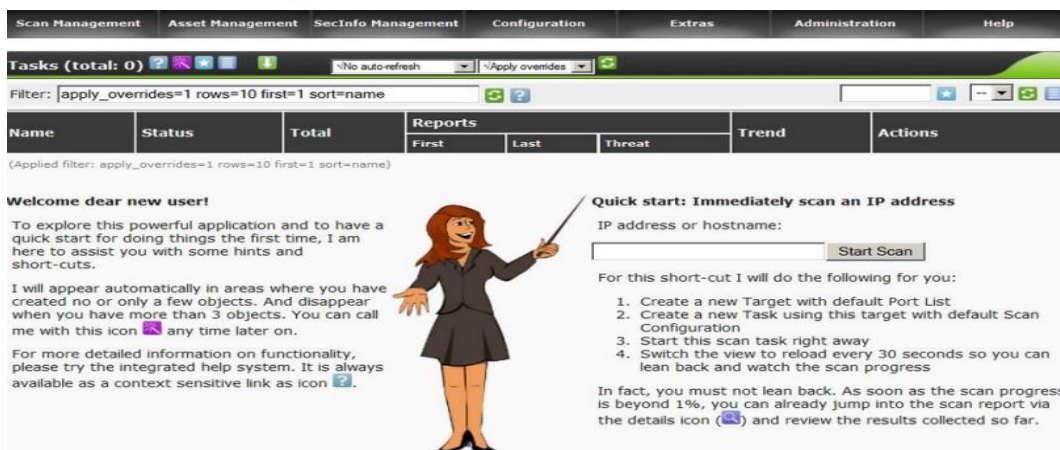 Scan Management Asset Management SecInfo Management Configuration Extras Administration Help
Tasks (total: 0) ? √No auto-refresh √Apply overrides
Filter: apply_overrides=1 rows=10 first=1 sort=name ? --
Name Status Total Reports Trend Actions
First Last Threat
(Applied filter: apply_overrides=1 rows=10 first=1 sort=name)
Welcome dear new user!
To explore this powerful application and to have a
quick start for doing things the first time, I am
here to assist you with some hints and
short-cuts.
I will appear automatically in areas where you have
created no or only a few objects. And disappear
when you have more than 3 objects. You can call
me with this icon any time later on.
For more detailed information on functionality,
please try the integrated help system. It is always
available as a context sensitive link as icon ?.
Quick start: Immediately scan an IP address
IP address or hostname:
Start Scan
For this short-cut I will do the following for you:
1. Create a new Target with default Port List
2. Create a new Task using this target with default Scan
Configuration
3. Start this scan task right away
4. Switch the view to reload every 30 seconds so you can
lean back and watch the scan progress
In fact, you must not lean back. As soon as the scan progress
is beyond 1%, you can already jump into the scan report via
the details icon ( ) and review the results collected so far.